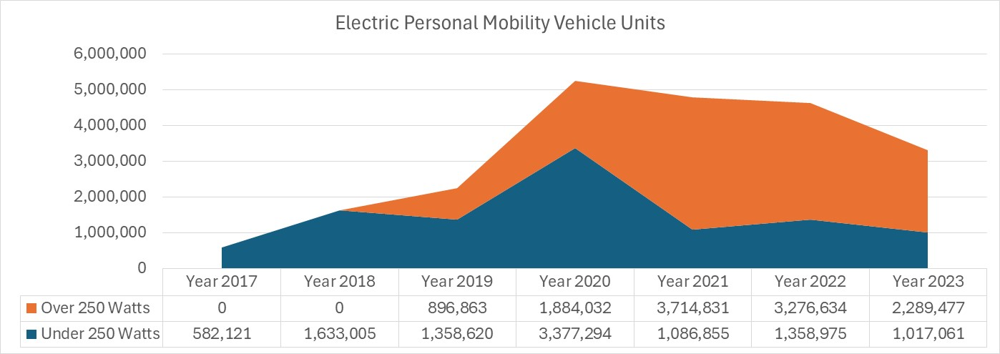 Electric Personal Mobility Vehicle Units
6,000,000
5,000,000
4,000,000
3,000,000
2,000,000
1,000,000
0
Year 2017 Year 2018 Year 2019 Year 2020 Year 2021 Year 2022 Year 2023
Over 250 Watts 0 0 896,863 1,884,032 3,714,831 3,276,634 2,289,477
Under 250 Watts 582,121 1,633,005 1,358,620 3,377,294 1,086,855 1,358,975 1,017,061